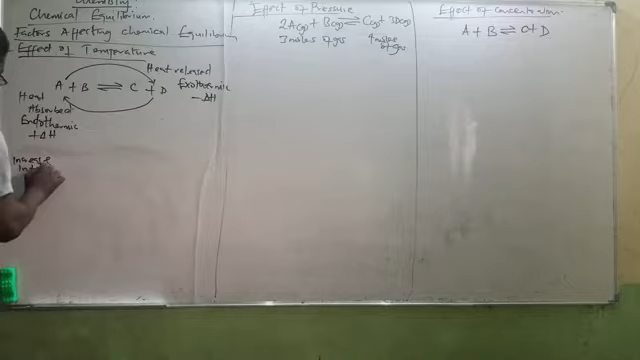 Chemistry
Chemical Equilibrium
Factors Affecting Chemical Equilibrium
Effect of Temperature
Heat released
A + B ⇌ C + D
Exothermic
-ΔH
Heat
Absorbed
Endothermic
+ΔH
Increase
Effect of Pressure
2A(g) + B(g) ⇌ C(g) + 3D(g)
3 moles of gas
4 moles
of gas
Effect of Concentration
A + B ⇌ C + D